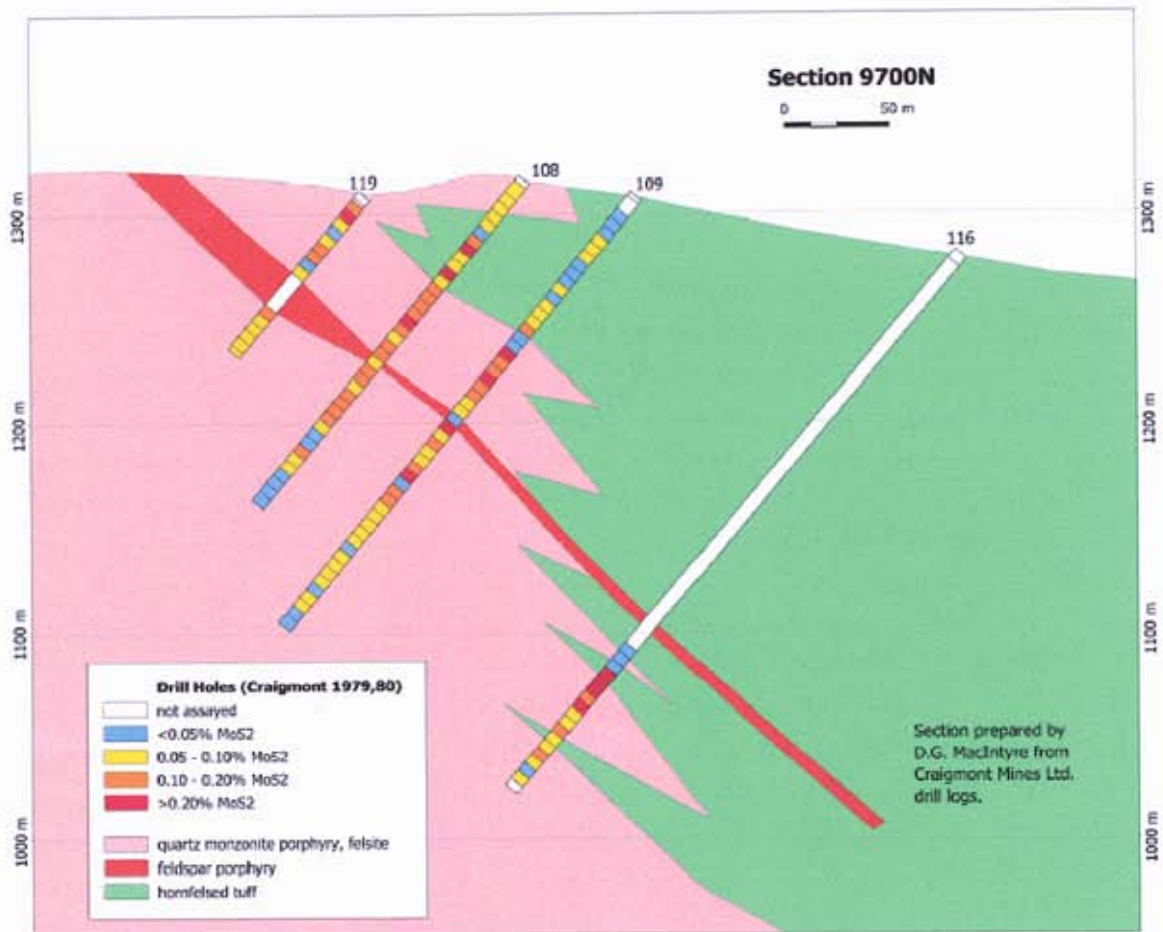 Section 9700N
0 50 m
119
108
109
116
1300 m
1300 m
1200 m
1200 m
1100 m
1100 m
1000 m
1000 m
Drill Holes (Craigmont 1979,80)
not assayed
<0.05% MoS2
0.05 - 0.10% MoS2
0.10 - 0.20% MoS2
>0.20% MoS2
quartz monzonite porphyry, felsite
feldspar porphyry
hornfelsed tuff
Section prepared by
D.G. MacIntyre from
Craigmont Mines Ltd.
drill logs.